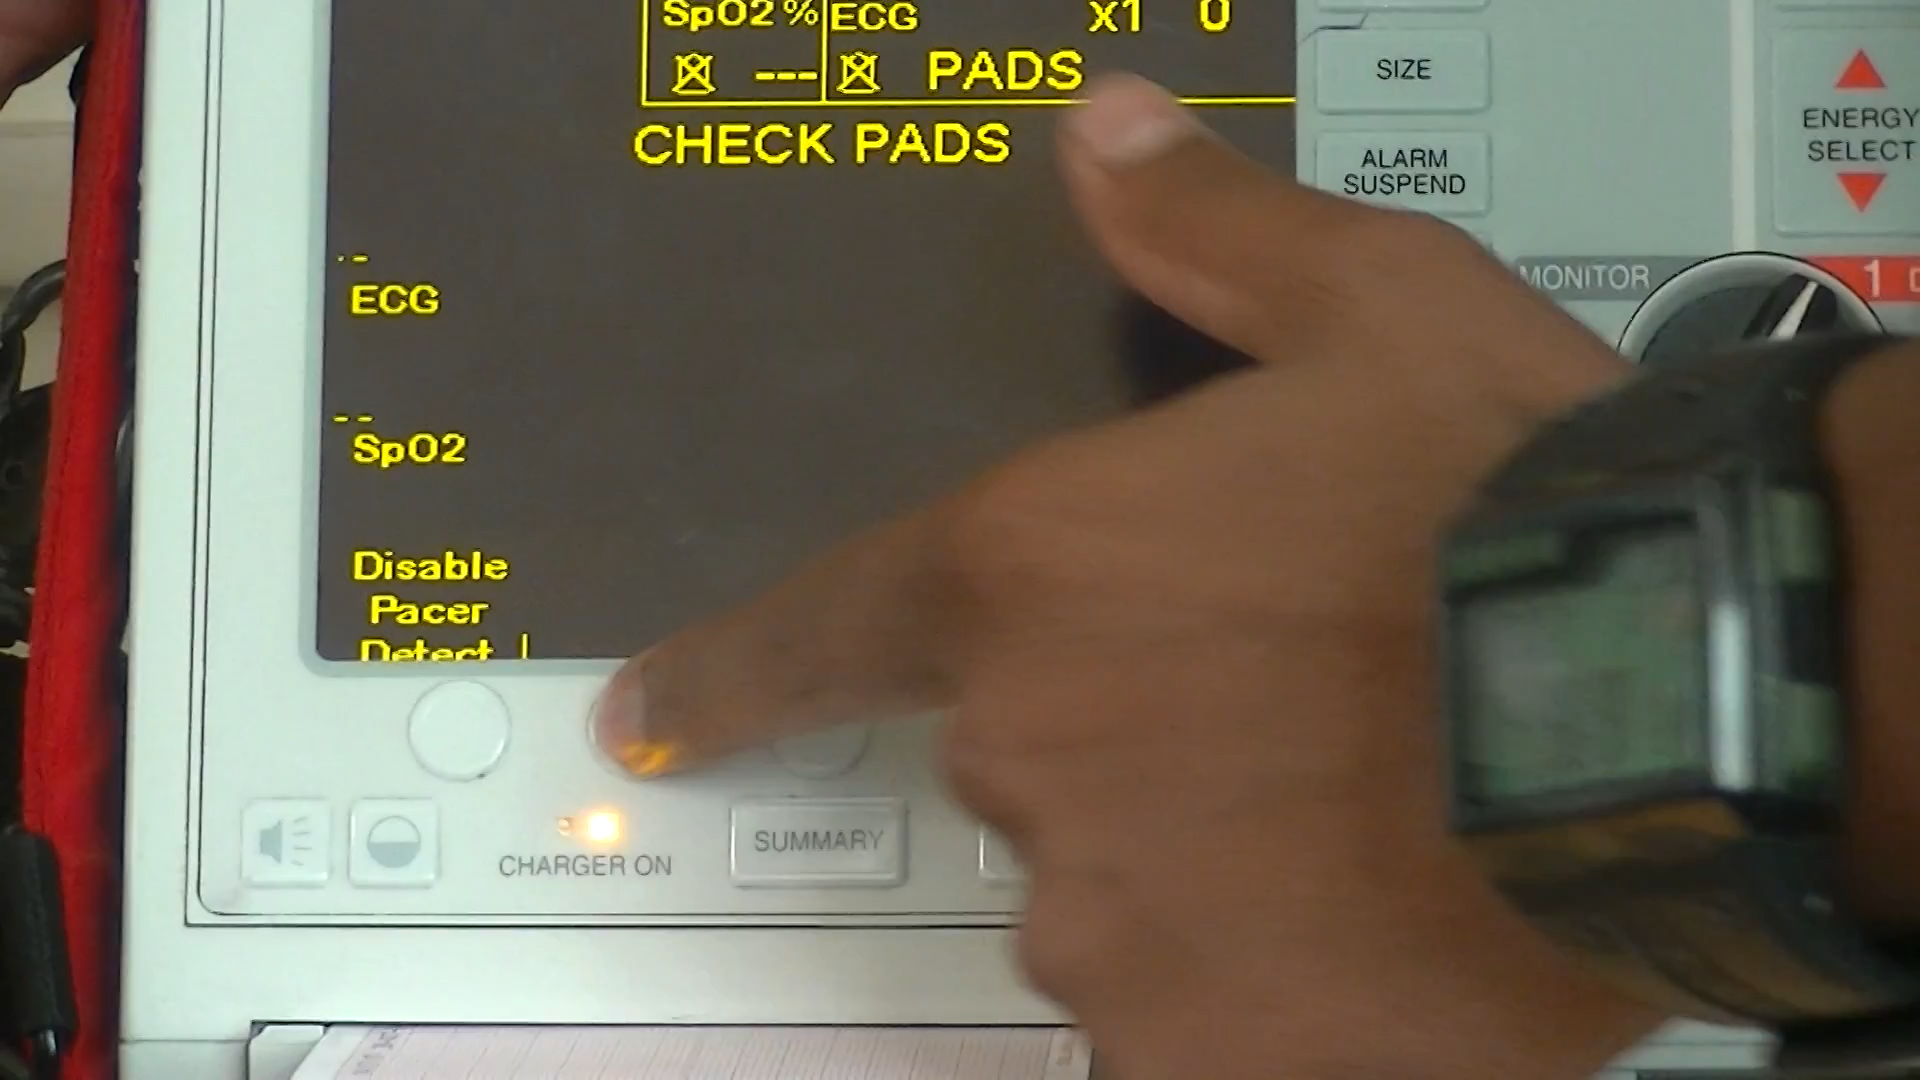 SpO2 % ECG x1 0
--- PADS
CHECK PADS
ECG
SpO2
Disable
Pacer
Detect
CHARGER ON
SUMMARY
SIZE
ALARM
SUSPEND
ENERGY
SELECT
MONITOR
1